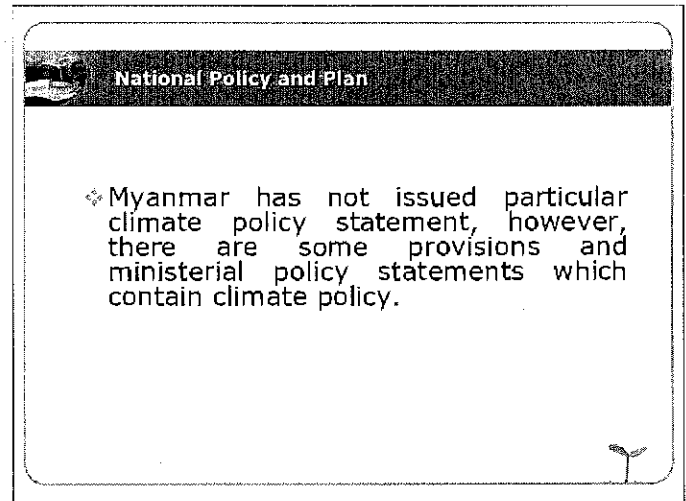 National Policy and Plan
Myanmar has not issued particular
climate policy statement, however,
there are some provisions and
ministerial policy statements which
contain climate policy.